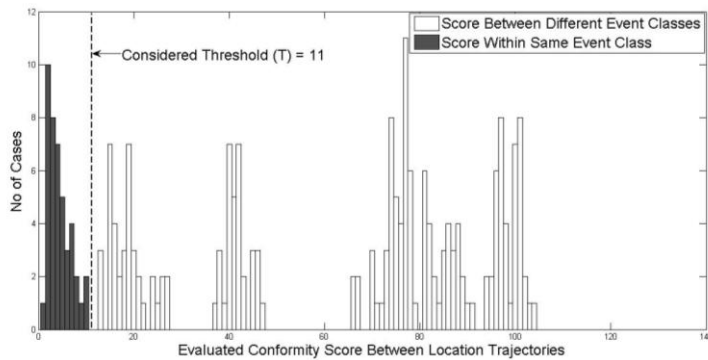 12
10
8
6
4
2
0
No of Cases
Score Between Different Event Classes
Score Within Same Event Class
Considered Threshold (T) = 11
0 20 40 60 80 100 120 14
Evaluated Conformity Score Between Location Trajectories